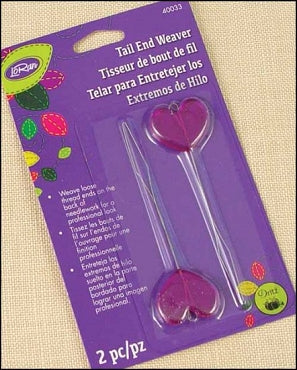 40033
LoRan
Tail End Weaver
Tisseur de bout de fil
Telar para Entretejer los
Extremos de Hilo
• Weave loose
thread ends on the
back of
needlework for a
professional look
• Tissez les bouts de
fil sur l'endos de
l'ouvrage pour une
finition
professionnelle
• Entreteja los
extremos de hilo
suelto en la parte
posterior del
bordado para
lograr una imagen
profesional.
Dritz
2 pc/pz